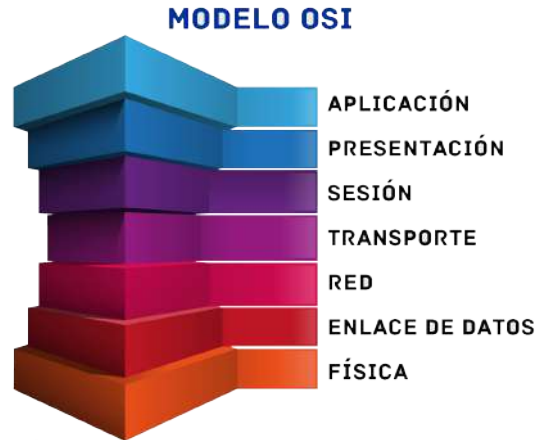 MODELO OSI
APLICACIÓN
PRESENTACIÓN
SESIÓN
TRANSPORTE
RED
ENLACE DE DATOS
FÍSICA